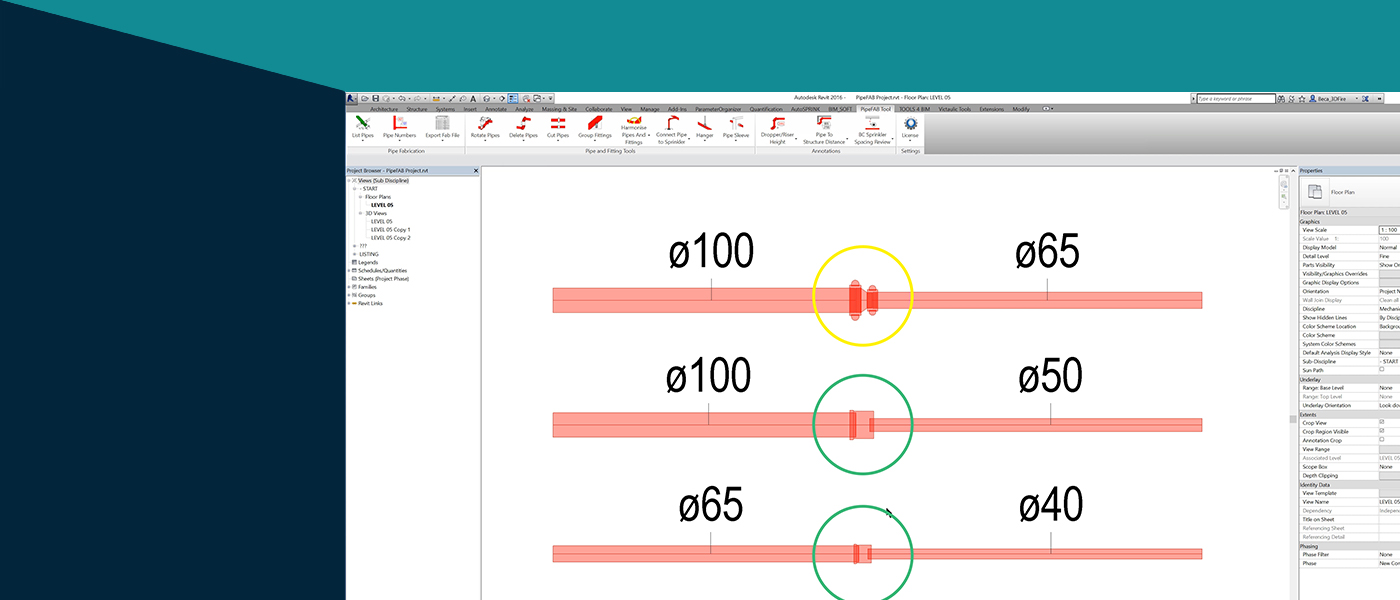 Autodesk Revit 2016 - PipeFAB Project.rvt - Floor Plan: LEVEL 05
Type a keyword or phrase
Beca_3DFire
Architecture Structure Systems Insert Annotate Analyze Massing & Site Collaborate View Manage Add-Ins ParameterOrganizer Quantification AutoSPRINK BIM_SOFT PipeFAB Tool TOOLS 4 BIM Victaulic Tools Extensions Modify
List Pipes Pipe Numbers Export Fab File Rotate Pipes Delete Pipes Cut Pipes Group Fittings Harmonise Pipes And Fittings Connect Pipe to Sprinkler Hanger Pipe Sleeve Dropper/Riser Height Pipe To Structure Distance BC Sprinkler Spacing Review License
Pipe Fabrication Pipe and Fitting Tools Annotations Settings
Project Browser - PipeFAB Project.rvt
Views (Sub Discipline)
- START
Floor Plans
LEVEL 05
3D Views
LEVEL 05
LEVEL 05 Copy 1
LEVEL 05 Copy 2
???
LISTING
Legends
Schedules/Quantities
Sheets (Project Phase)
Families
Groups
Revit Links
ø100 ø65
ø100 ø50
ø65 ø40
Properties
Floor Plan
Floor Plan: LEVEL 05
Graphics
View Scale 1 : 100
Scale Value 1: 100
Display Model Normal
Detail Level Fine
Parts Visibility Show Or
Visibility/Graphics Overrides
Graphic Display Options
Orientation Project N
Wall Join Display Clean all
Discipline Mechani
Show Hidden Lines By Discip
Color Scheme Location Backgrou
Color Scheme
System Color Schemes
Default Analysis Display Style None
Sub-Discipline - START
Sun Path
Underlay
Range: Base Level None
Range: Top Level None
Underlay Orientation Look do
Extents
Crop View
Crop Region Visible
Annotation Crop
View Range
Associated Level LEVEL 05
Scope Box None
Depth Clipping
Identity Data
View Template
View Name LEVEL 05
Dependency Indepen
Title on Sheet
Referencing Sheet
Referencing Detail
Phasing
Phase Filter None
Phase New Con